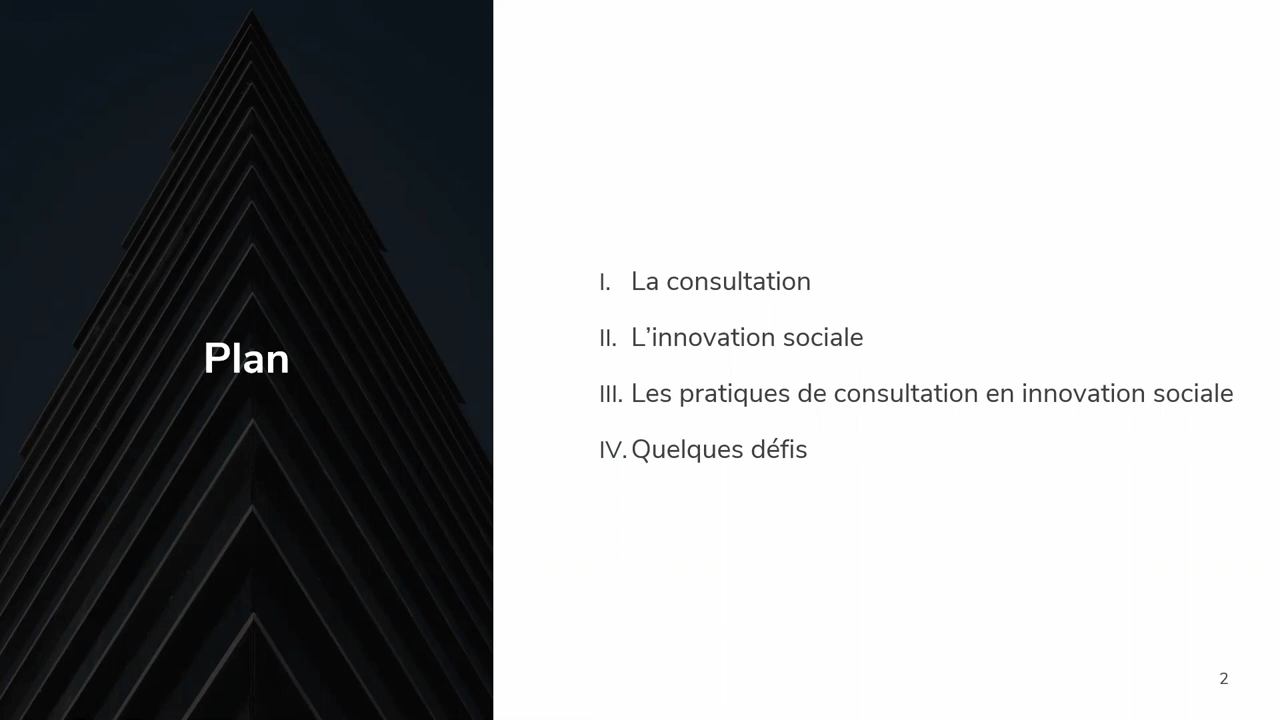 Plan
I. La consultation
II. L’innovation sociale
III. Les pratiques de consultation en innovation sociale
IV. Quelques défis
2